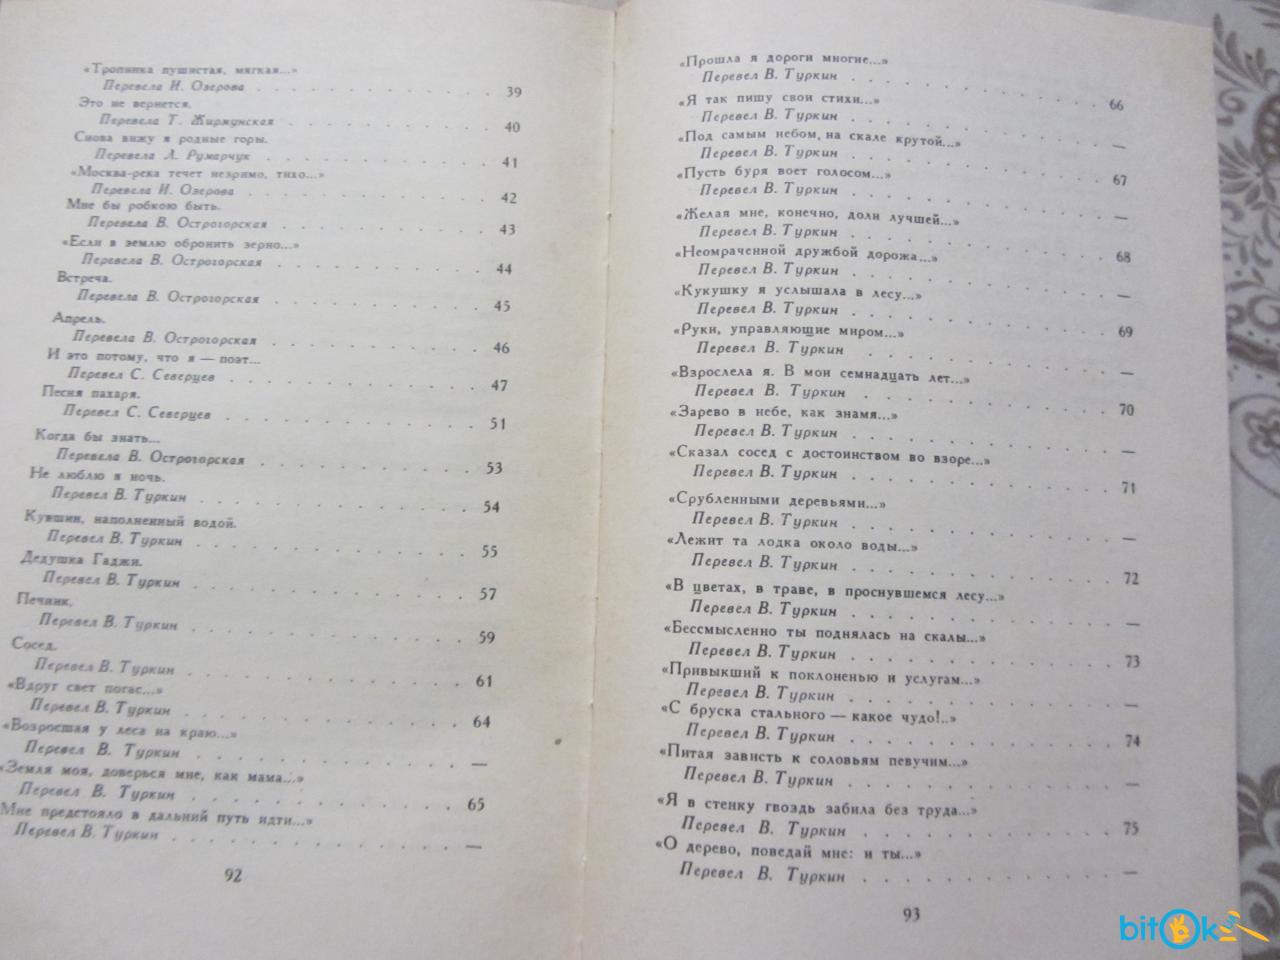 «Тропинка пушистая, мягкая...»
Перевела И. Озерова . . . . . . . . . . . . 39
Это не вернется.
Перевела Т. Жирмунская . . . . . . . . . . 40
Снова вижу я родные горы.
Перевела Л. Румарчук . . . . . . . . . . . 41
«Москва-река течет незримо, тихо...»
Перевела И. Озерова . . . . . . . . . . . . 42
Мне бы робкою быть.
Перевела В. Острогорская . . . . . . . . . 43
«Если в землю обронить зерно...»
Перевела В. Острогорская . . . . . . . . . 44
Встреча.
Перевела В. Острогорская . . . . . . . . . 45
Апрель.
Перевела В. Острогорская . . . . . . . . . 46
И это потому, что я — поэт...
Перевел С. Северцев . . . . . . . . . . . . 47
Песня пахаря.
Перевел С. Северцев . . . . . . . . . . . . 51
Когда бы знать...
Перевела В. Острогорская . . . . . . . . . 53
Не люблю я ночь.
Перевел В. Туркин . . . . . . . . . . . . . 54
Кувшин, наполненный водой.
Перевел В. Туркин . . . . . . . . . . . . . 55
Дедушка Гаджи.
Перевел В. Туркин . . . . . . . . . . . . . 57
Печник.
Перевел В. Туркин . . . . . . . . . . . . . 59
Сосед.
Перевел В. Туркин . . . . . . . . . . . . . 61
«Вдруг свет погас...»
Перевел В. Туркин . . . . . . . . . . . . . 64
«Возросшая у леса на краю...»
Перевел В. Туркин . . . . . . . . . . . . . —
«Земля моя, доверься мне, как мама...»
Перевел В. Туркин . . . . . . . . . . . . . 65
Мне предстояло в дальний путь идти...»
Перевел В. Туркин . . . . . . . . . . . . . —
92
«Прошла я дороги многие...»
Перевел В. Туркин . . . . . . . . . . . . . 66
«Я так пишу свои стихи...»
Перевел В. Туркин . . . . . . . . . . . . . —
«Под самым небом, на скале крутой...»
Перевел В. Туркин . . . . . . . . . . . . . 67
«Пусть буря воет голосом...»
Перевел В. Туркин . . . . . . . . . . . . . —
«Желая мне, конечно, доли лучшей...»
Перевел В. Туркин . . . . . . . . . . . . . 68
«Неомраченной дружбой дорожа...»
Перевел В. Туркин . . . . . . . . . . . . . —
«Кукушку я услышала в лесу...»
Перевел В. Туркин . . . . . . . . . . . . . 69
«Руки, управляющие миром...»
Перевел В. Туркин . . . . . . . . . . . . . —
«Взрослела я. В мои семнадцать лет...»
Перевел В. Туркин . . . . . . . . . . . . . 70
«Зарево в небе, как знамя...»
Перевел В. Туркин . . . . . . . . . . . . . —
«Сказал сосед с достоинством во взоре...»
Перевел В. Туркин . . . . . . . . . . . . . 71
«Срубленными деревьями...»
Перевел В. Туркин . . . . . . . . . . . . . —
«Лежит та лодка около воды...»
Перевел В. Туркин . . . . . . . . . . . . . 72
«В цветах, в траве, в проснувшемся лесу...»
Перевел В. Туркин . . . . . . . . . . . . . —
«Бессмысленно ты поднялась на скалы...»
Перевел В. Туркин . . . . . . . . . . . . . 73
«Привыкший к поклоненью и услугам...»
Перевел В. Туркин . . . . . . . . . . . . . —
«С бруска стального — какое чудо!..»
Перевел В. Туркин . . . . . . . . . . . . . 74
«Питая зависть к соловьям певучим...»
Перевел В. Туркин . . . . . . . . . . . . . —
«Я в стенку гвоздь забила без труда...»
Перевел В. Туркин . . . . . . . . . . . . . 75
«О дерево, поведай мне: и ты...»
Перевел В. Туркин . . . . . . . . . . . . . —
93
bitOk